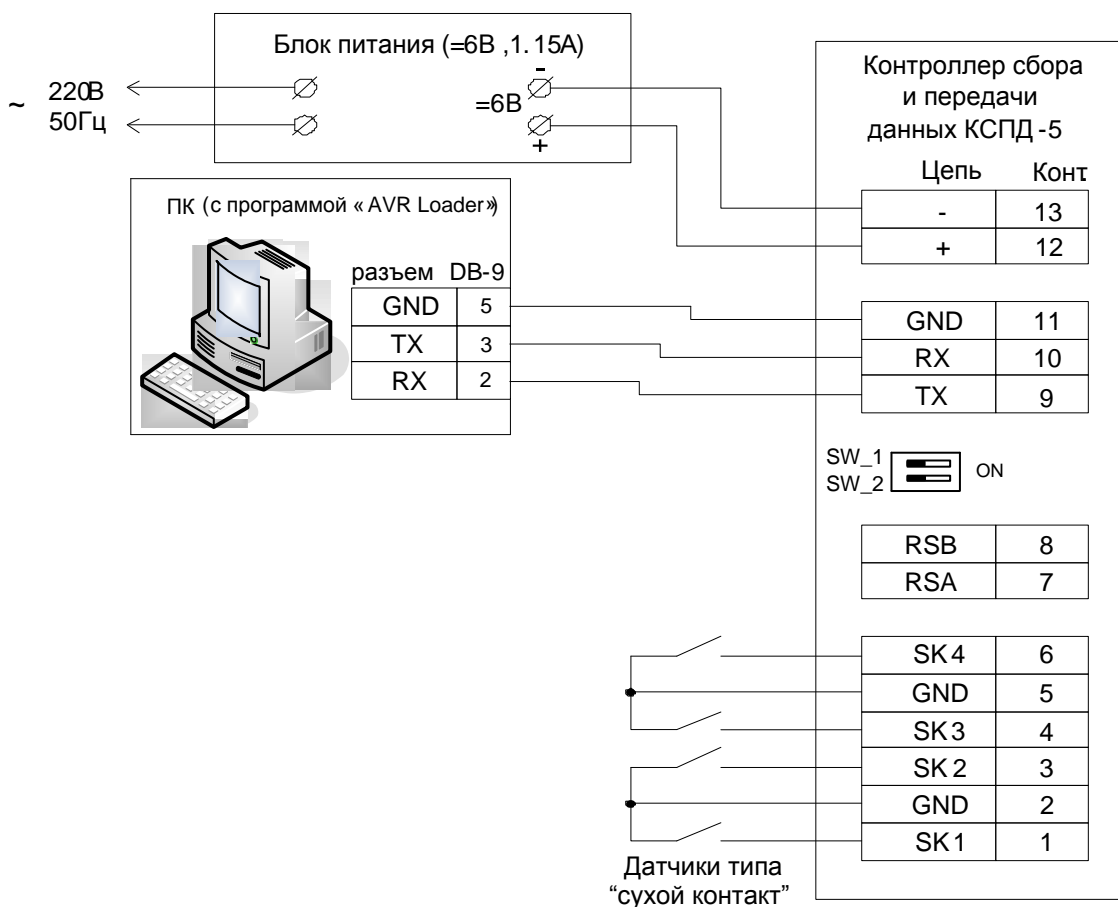 Блок питания (=6В ,1.15А)
~ 220В
50Гц
-
=6В
+
ПК (с программой «AVR Loader»)
разъем DB-9
GND 5
TX 3
RX 2
Контроллер сбора
и передачи
данных КСПД-5
Цепь Конт.
- 13
+ 12
GND 11
RX 10
TX 9
SW_1
SW_2
ON
RSB 8
RSA 7
SK4 6
GND 5
SK3 4
SK2 3
GND 2
SK1 1
Датчики типа
“сухой контакт”